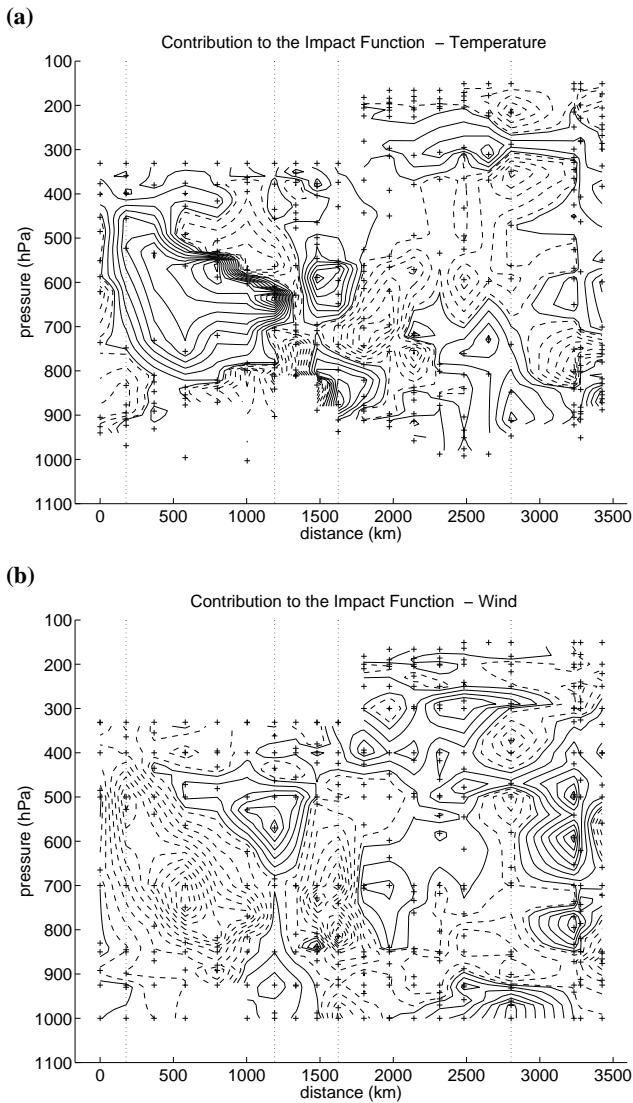 (a)
Contribution to the Impact Function – Temperature
100
200
300
400
500
600
700
800
900
1000
1100
pressure (hPa)
0 500 1000 1500 2000 2500 3000 3500
distance (km)
(b)
Contribution to the Impact Function – Wind
100
200
300
400
500
600
700
800
900
1000
1100
pressure (hPa)
0 500 1000 1500 2000 2500 3000 3500
distance (km)